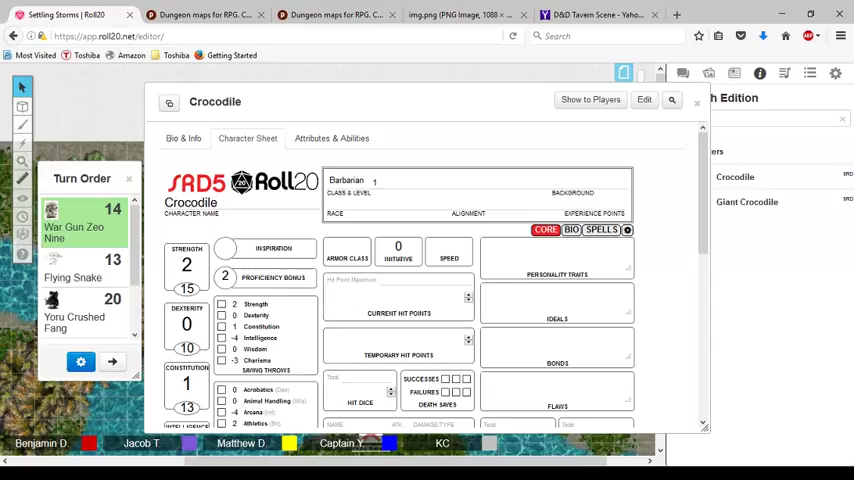 Settling Storms | Roll20
Dungeon maps for RPG. C...
Dungeon maps for RPG. C...
img.png (PNG Image, 1088 × ...
D&D Tavern Scene - Yahoo...
https://app.roll20.net/editor/
Search
Most Visited
Toshiba
Amazon
Toshiba
Getting Started
Crocodile
Show to Players
Edit
Bio & Info
Character Sheet
Attributes & Abilities
SRD5 Roll20
Crocodile
CHARACTER NAME
Barbarian 1
CLASS & LEVEL
BACKGROUND
RACE
ALIGNMENT
EXPERIENCE POINTS
CORE
BIO
SPELLS
STRENGTH
2
15
DEXTERITY
0
10
CONSTITUTION
1
13
INSPIRATION
2
PROFICIENCY BONUS
2 Strength
0 Dexterity
1 Constitution
-4 Intelligence
0 Wisdom
-3 Charisma
SAVING THROWS
0 Acrobatics (Dex)
0 Animal Handling (Wis)
-4 Arcana (Int)
2 Athletics (Str)
ARMOR CLASS
0
INITIATIVE
SPEED
Hit Point Maximum
CURRENT HIT POINTS
TEMPORARY HIT POINTS
Total
HIT DICE
SUCCESSES
FAILURES
DEATH SAVES
NAME
ATK
DAMAGE/TYPE
PERSONALITY TRAITS
IDEALS
BONDS
FLAWS
Total
Total
Turn Order
14
War Gun Zeo
Nine
13
Flying Snake
20
Yoru Crushed
Fang
h Edition
ters
Crocodile
SRD
Giant Crocodile
SRD
Benjamin D.
Jacob T.
Matthew D.
Captain Y.
KC